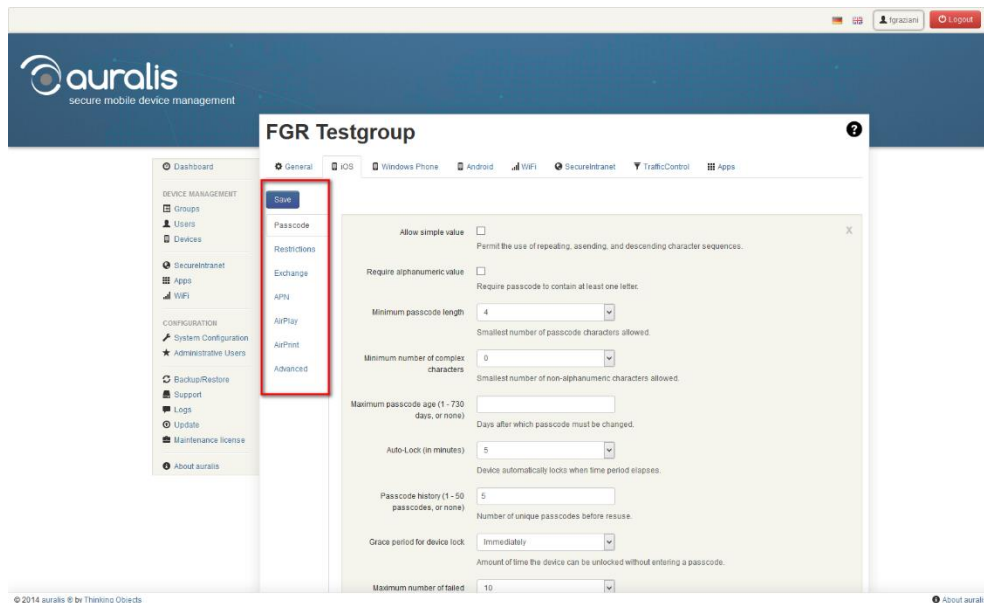 fgraziani Logout
auralis
secure mobile device management
FGR Testgroup
Dashboard
DEVICE MANAGEMENT
Groups
Users
Devices
SecureIntranet
Apps
WiFi
CONFIGURATION
System Configuration
Administrative Users
Backup/Restore
Support
Logs
Update
Maintenance license
About auralis
General iOS Windows Phone Android WiFi SecureIntranet TrafficControl Apps
Save
Passcode
Restrictions
Exchange
APN
AirPlay
AirPrint
Advanced
X
Allow simple value
Permit the use of repeating, asending, and descending character sequences.
Require alphanumeric value
Require passcode to contain at least one letter.
Minimum passcode length 4
Smallest number of passcode characters allowed.
Minimum number of complex characters 0
Smallest number of non-alphanumeric characters allowed.
Maximum passcode age (1 - 730 days, or none)
Days after which passcode must be changed.
Auto-Lock (in minutes) 5
Device automatically locks when time period elapses.
Passcode history (1 - 50 passcodes, or none) 5
Number of unique passcodes before resuse.
Grace period for device lock Immediately
Amount of time the device can be unlocked without entering a passcode.
Maximum number of failed 10
© 2014 auralis ® by Thinking Objects
About auralis